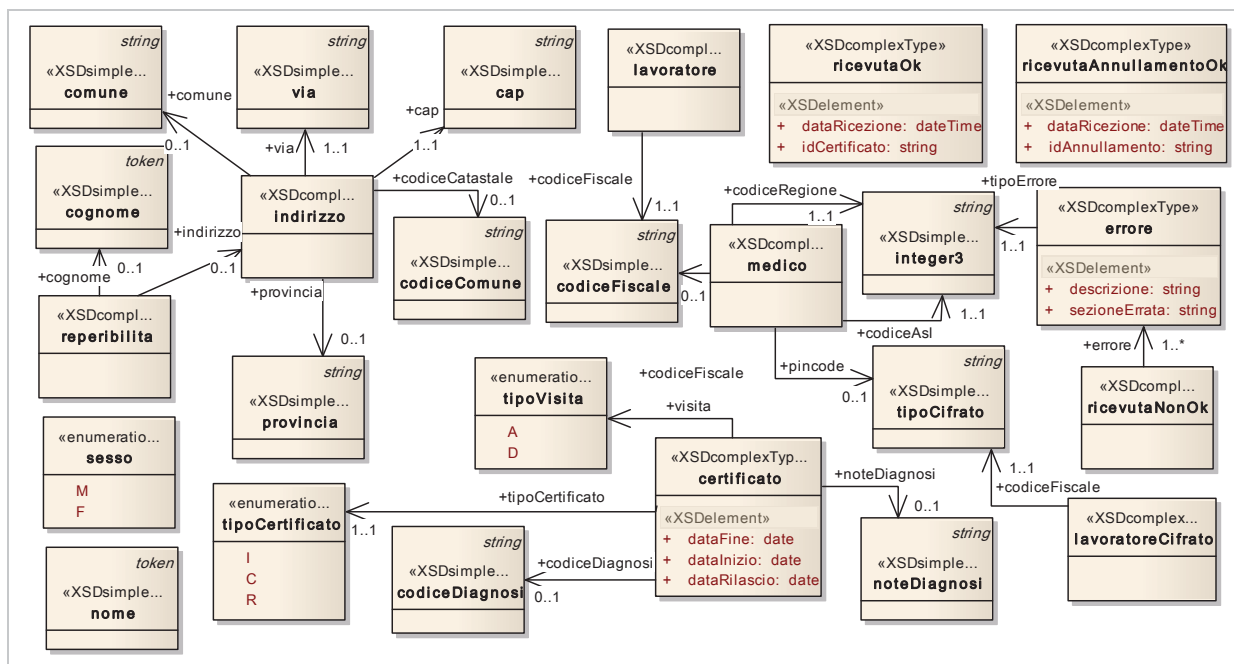 string
«XSDsimple...
comune
string
«XSDsimple...
via
string
«XSDsimple...
cap
«XSDcompl...
lavoratore
«XSDcomplexType»
ricevutaOk
«XSDelement»
+ dataRicezione: dateTime
+ idCertificato: string
«XSDcomplexType»
ricevutaAnnullamentoOk
«XSDelement»
+ dataRicezione: dateTime
+ idAnnullamento: string
+comune
0..1
+via
1..1
+cap
1..1
token
«XSDsimple...
cognome
«XSDcompl...
indirizzo
+codiceCatastale
0..1
+codiceFiscale
1..1
+codiceRegione
1..1
+tipoErrore
1..1
+indirizzo
0..1
+cognome
0..1
string
«XSDsimple...
codiceComune
string
«XSDsimple...
codiceFiscale
0..1
«XSDcompl...
medico
string
«XSDsimple...
integer3
«XSDcomplexType»
errore
«XSDelement»
+ descrizione: string
+ sezioneErrata: string
+provincia
0..1
«XSDcompl...
reperibilita
+codiceAsl
1..1
+errore
1..*
string
«XSDsimple...
provincia
«enumeratio...
tipoVisita
A
D
+codiceFiscale
+visita
+pincode
0..1
string
«XSDsimple...
tipoCifrato
«XSDcompl...
ricevutaNonOk
«enumeratio...
sesso
M
F
«enumeratio...
tipoCertificato
I
C
R
+tipoCertificato
1..1
«XSDcomplexTyp...
certificato
«XSDelement»
+ dataFine: date
+ dataInizio: date
+ dataRilascio: date
+noteDiagnosi
0..1
1..1
+codiceFiscale
string
«XSDsimple...
codiceDiagnosi
+codiceDiagnosi
0..1
string
«XSDsimple...
noteDiagnosi
«XSDcomplex...
lavoratoreCifrato
token
«XSDsimple...
nome